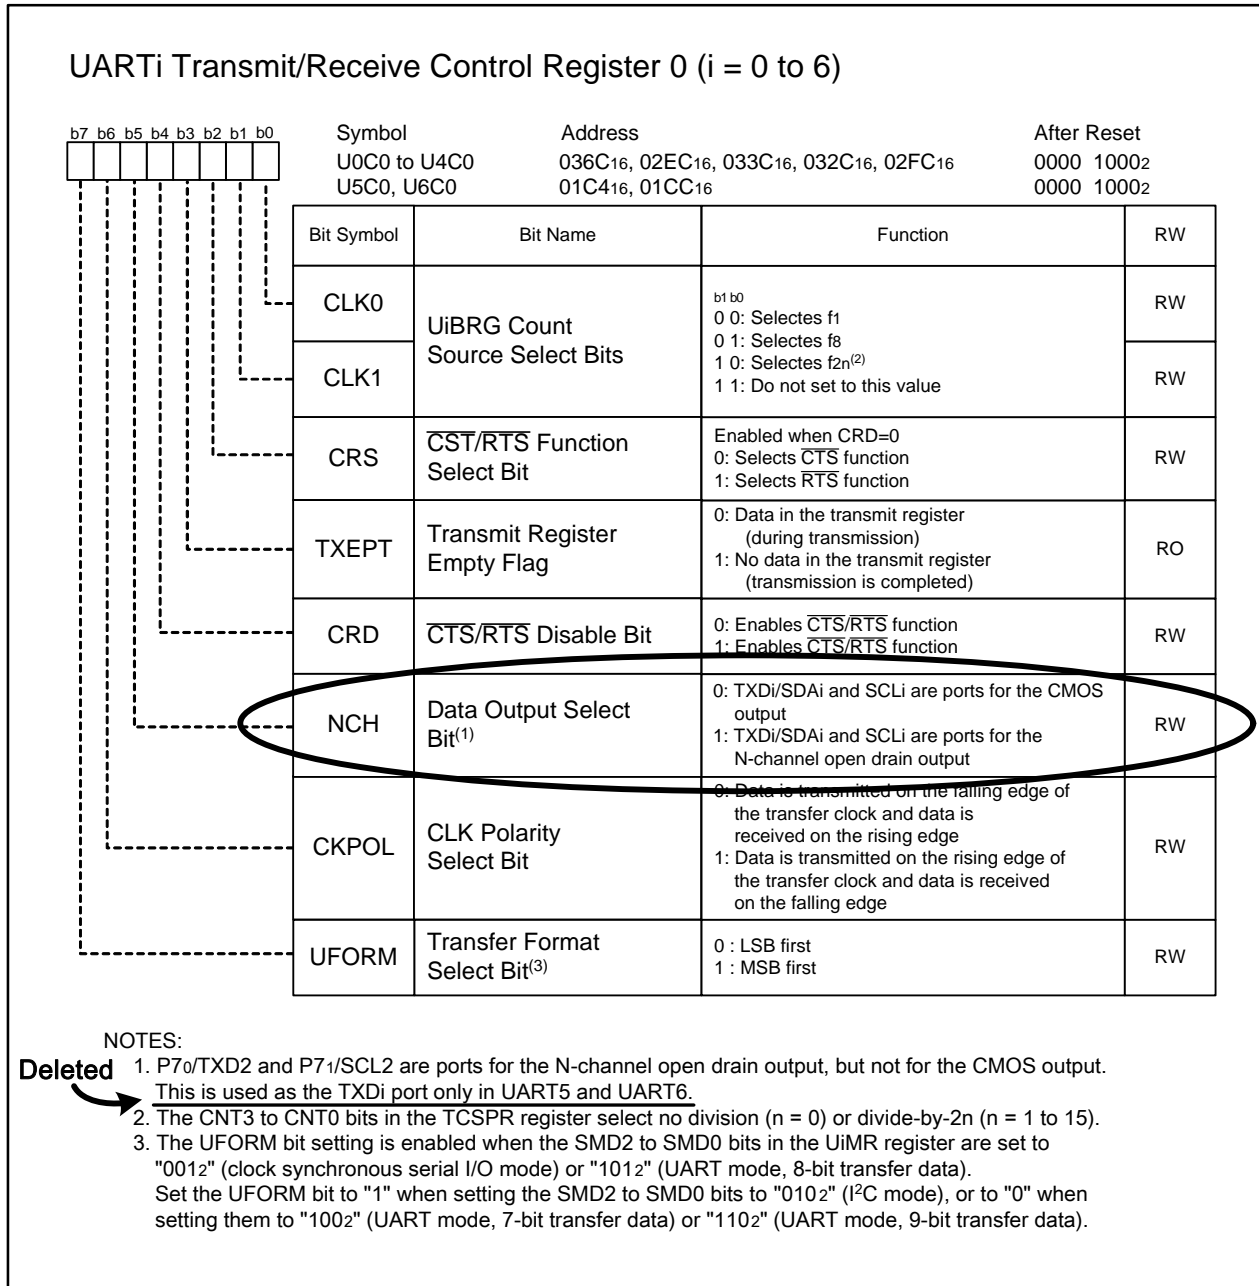 UARTi Transmit/Receive Control Register 0 (i = 0 to 6)
b7 b6 b5 b4 b3 b2 b1 b0
Symbol Address After Reset
U0C0 to U4C0 036C16, 02EC16, 033C16, 032C16, 02FC16 0000 10002
U5C0, U6C0 01C416, 01CC16 0000 10002
Bit Symbol Bit Name Function RW
CLK0
CLK1
UiBRG Count
Source Select Bits
b1 b0
0 0: Selectes f1
0 1: Selectes f8
1 0: Selectes f2n(2)
1 1: Do not set to this value
RW
RW
CRS
CST/RTS Function
Select Bit
Enabled when CRD=0
0: Selects CTS function
1: Selects RTS function
RW
TXEPT
Transmit Register
Empty Flag
0: Data in the transmit register
(during transmission)
1: No data in the transmit register
(transmission is completed)
RO
CRD
CTS/RTS Disable Bit
0: Enables CTS/RTS function
1: Enables CTS/RTS function
RW
NCH
Data Output Select
Bit(1)
0: TXDi/SDAi and SCLi are ports for the CMOS
output
1: TXDi/SDAi and SCLi are ports for the
N-channel open drain output
RW
CKPOL
CLK Polarity
Select Bit
0: Data is transmitted on the falling edge of
the transfer clock and data is
received on the rising edge
1: Data is transmitted on the rising edge of
the transfer clock and data is received
on the falling edge
RW
UFORM
Transfer Format
Select Bit(3)
0 : LSB first
1 : MSB first
RW
NOTES:
Deleted
1. P70/TXD2 and P71/SCL2 are ports for the N-channel open drain output, but not for the CMOS output.
This is used as the TXDi port only in UART5 and UART6.
2. The CNT3 to CNT0 bits in the TCSPR register select no division (n = 0) or divide-by-2n (n = 1 to 15).
3. The UFORM bit setting is enabled when the SMD2 to SMD0 bits in the UiMR register are set to
"0012" (clock synchronous serial I/O mode) or "1012" (UART mode, 8-bit transfer data).
Set the UFORM bit to "1" when setting the SMD2 to SMD0 bits to "0102" (I2C mode), or to "0" when
setting them to "1002" (UART mode, 7-bit transfer data) or "1102" (UART mode, 9-bit transfer data).